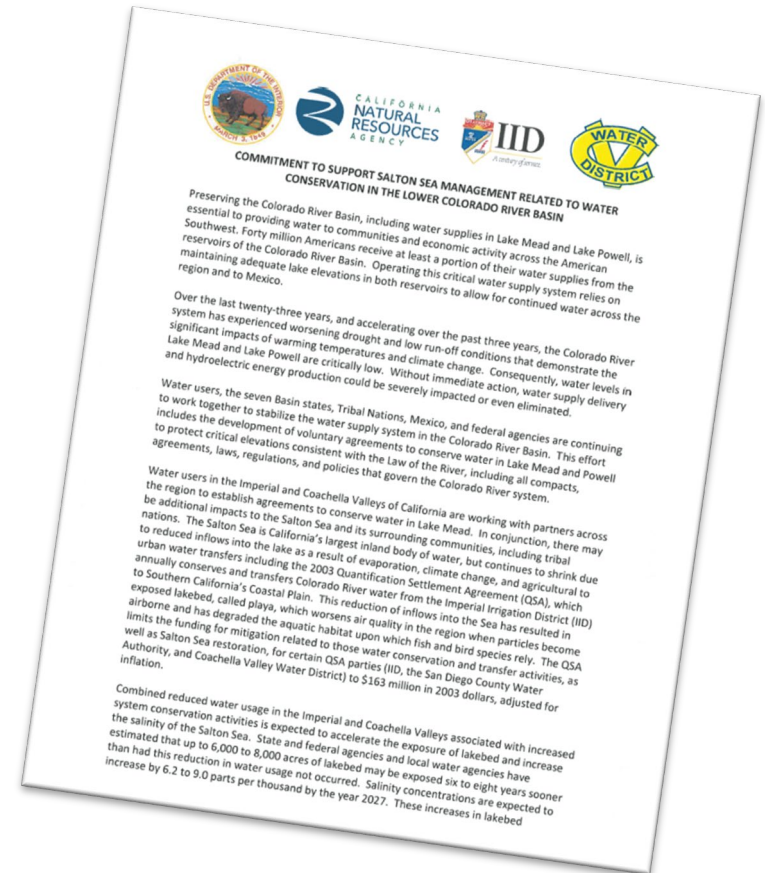 U.S. DEPARTMENT OF THE INTERIOR
MARCH 3, 1849
CALIFORNIA
NATURAL
RESOURCES
AGENCY
IID
A century of service.
WATER
CV
DISTRICT
COMMITMENT TO SUPPORT SALTON SEA MANAGEMENT RELATED TO WATER
CONSERVATION IN THE LOWER COLORADO RIVER BASIN
Preserving the Colorado River Basin, including water supplies in Lake Mead and Lake Powell, is
essential to providing water to communities and economic activity across the American
Southwest. Forty million Americans receive at least a portion of their water supplies from the
reservoirs of the Colorado River Basin. Operating this critical water supply system relies on
maintaining adequate lake elevations in both reservoirs to allow for continued water across the
region and to Mexico.
Over the last twenty-three years, and accelerating over the past three years, the Colorado River
system has experienced worsening drought and low run-off conditions that demonstrate the
significant impacts of warming temperatures and climate change. Consequently, water levels in
Lake Mead and Lake Powell are critically low. Without immediate action, water supply delivery
and hydroelectric energy production could be severely impacted or even eliminated.
Water users, the seven Basin states, Tribal Nations, Mexico, and federal agencies are continuing
to work together to stabilize the water supply system in the Colorado River Basin. This effort
includes the development of voluntary agreements to conserve water in Lake Mead and Powell
to protect critical elevations consistent with the Law of the River, including all compacts,
agreements, laws, regulations, and policies that govern the Colorado River system.
Water users in the Imperial and Coachella Valleys of California are working with partners across
the region to establish agreements to conserve water in Lake Mead. In conjunction, there may
be additional impacts to the Salton Sea and its surrounding communities, including tribal
nations. The Salton Sea is California's largest inland body of water, but continues to shrink due
to reduced inflows into the lake as a result of evaporation, climate change, and agricultural to
urban water transfers including the 2003 Quantification Settlement Agreement (QSA), which
annually conserves and transfers Colorado River water from the Imperial Irrigation District (IID)
to Southern California's Coastal Plain. This reduction of inflows into the Sea has resulted in
exposed lakebed, called playa, which worsens air quality in the region when particles become
airborne and has degraded the aquatic habitat upon which fish and bird species rely. The QSA
limits the funding for mitigation related to those water conservation and transfer activities, as
well as Salton Sea restoration, for certain QSA parties (IID, the San Diego County Water
Authority, and Coachella Valley Water District) to $163 million in 2003 dollars, adjusted for
inflation.
Combined reduced water usage in the Imperial and Coachella Valleys associated with increased
system conservation activities is expected to accelerate the exposure of lakebed and increase
the salinity of the Salton Sea. State and federal agencies and local water agencies have
estimated that up to 6,000 to 8,000 acres of lakebed may be exposed six to eight years sooner
than had this reduction in water usage not occurred. Salinity concentrations are expected to
increase by 6.2 to 9.0 parts per thousand by the year 2027. These increases in lakebed